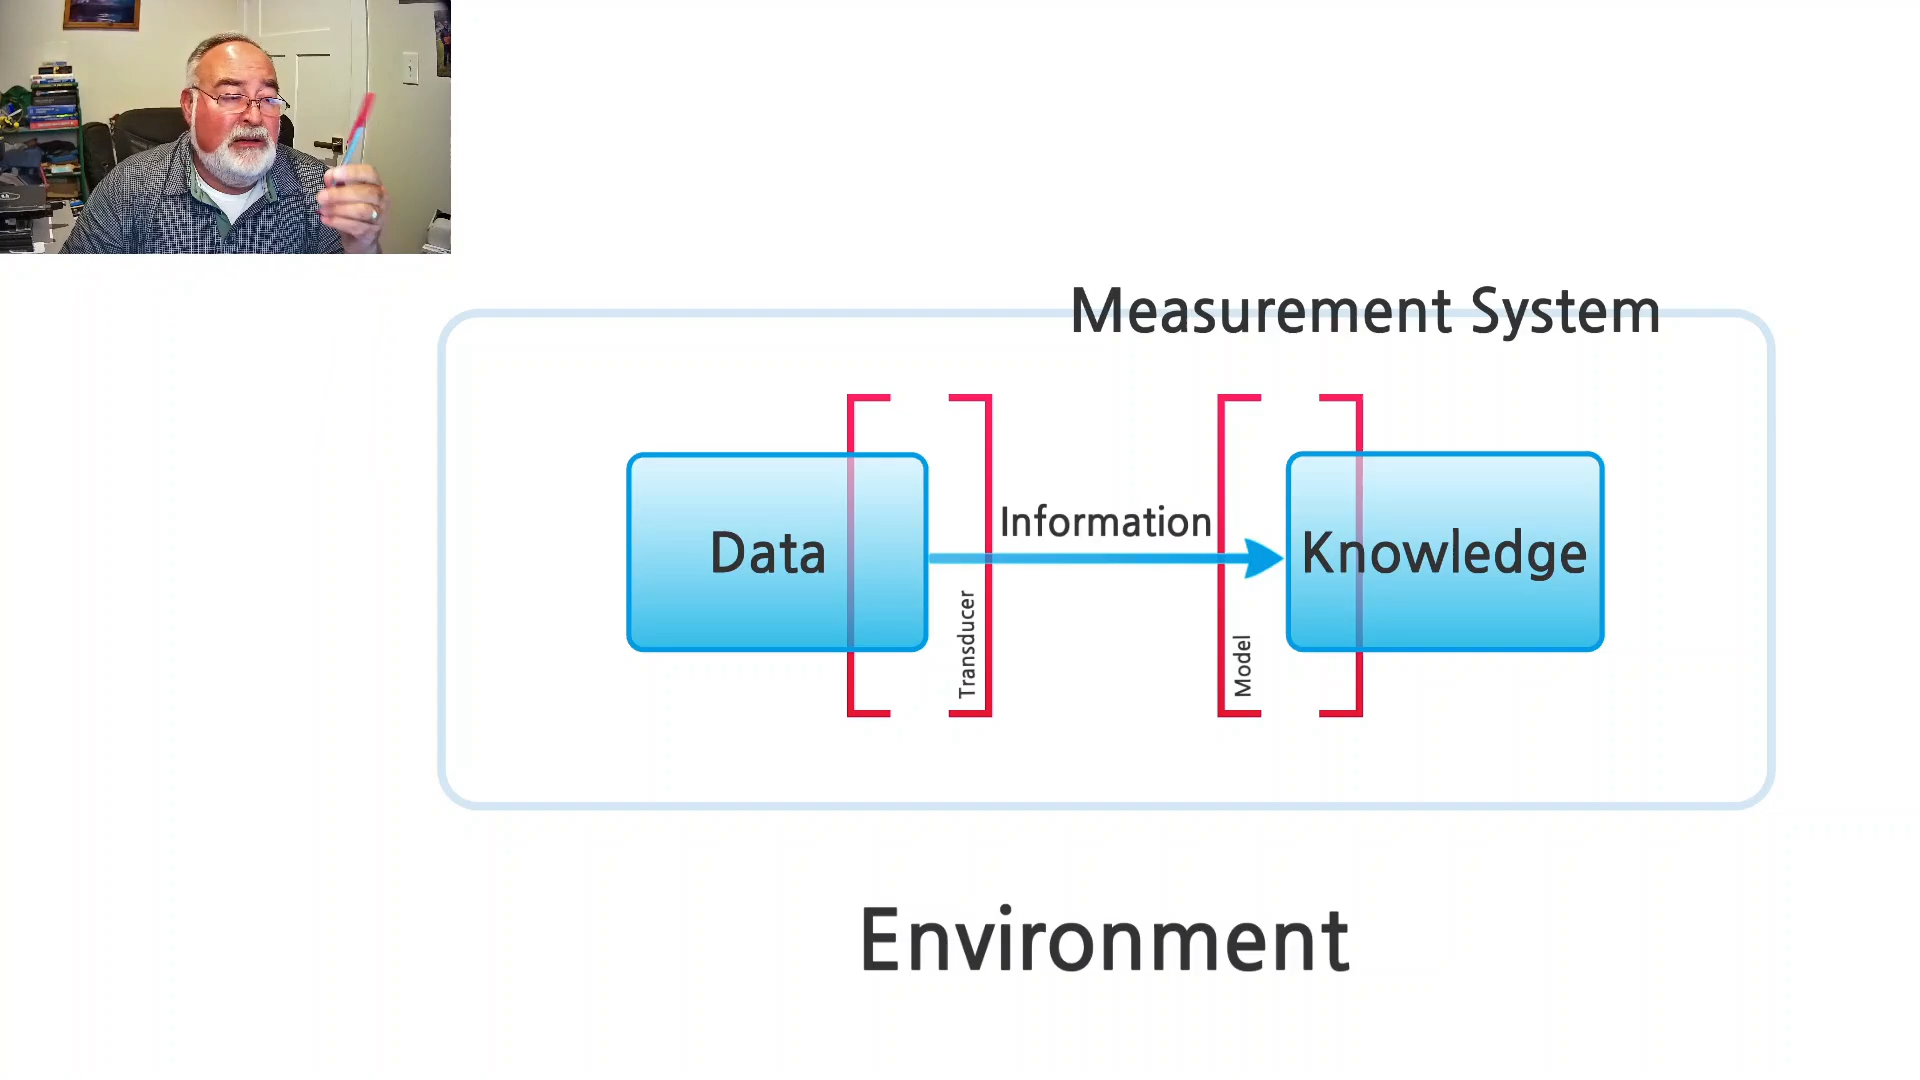 Measurement System
Data
Information
Knowledge
Transducer
Model
Environment